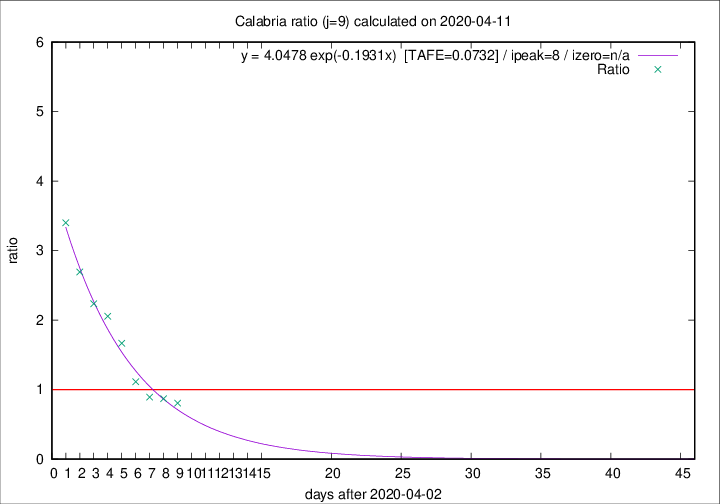 Calabria ratio (j=9) calculated on 2020-04-11
y = 4.0478 exp(-0.1931x) [TAFE=0.0732] / ipeak=8 / izero=n/a
Ratio
6
5
4
3
2
1
0
ratio
0 1 2 3 4 5 6 7 8 9 10 11 12 13 14 15 20 25 30 35 40 45
days after 2020-04-02